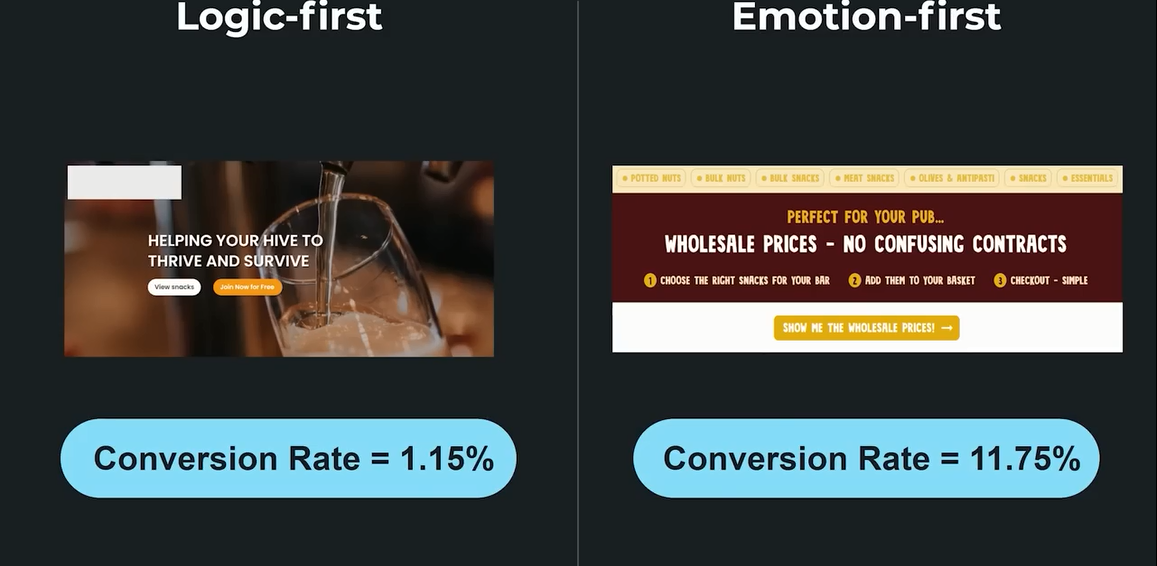 Logic-first
HELPING YOUR HIVE TO
THRIVE AND SURVIVE
View snacks
Join Now for Free
Conversion Rate = 1.15%
Emotion-first
POTTED NUTS
BULK NUTS
BULK SNACKS
MEAT SNACKS
OLIVES & ANTIPASTI
SNACKS
ESSENTIALS
PERFECT FOR YOUR PUB...
WHOLESALE PRICES - NO CONFUSING CONTRACTS
1 CHOOSE THE RIGHT SNACKS FOR YOUR BAR
2 ADD THEM TO YOUR BASKET
3 CHECKOUT - SIMPLE
SHOW ME THE WHOLESALE PRICES! →
Conversion Rate = 11.75%